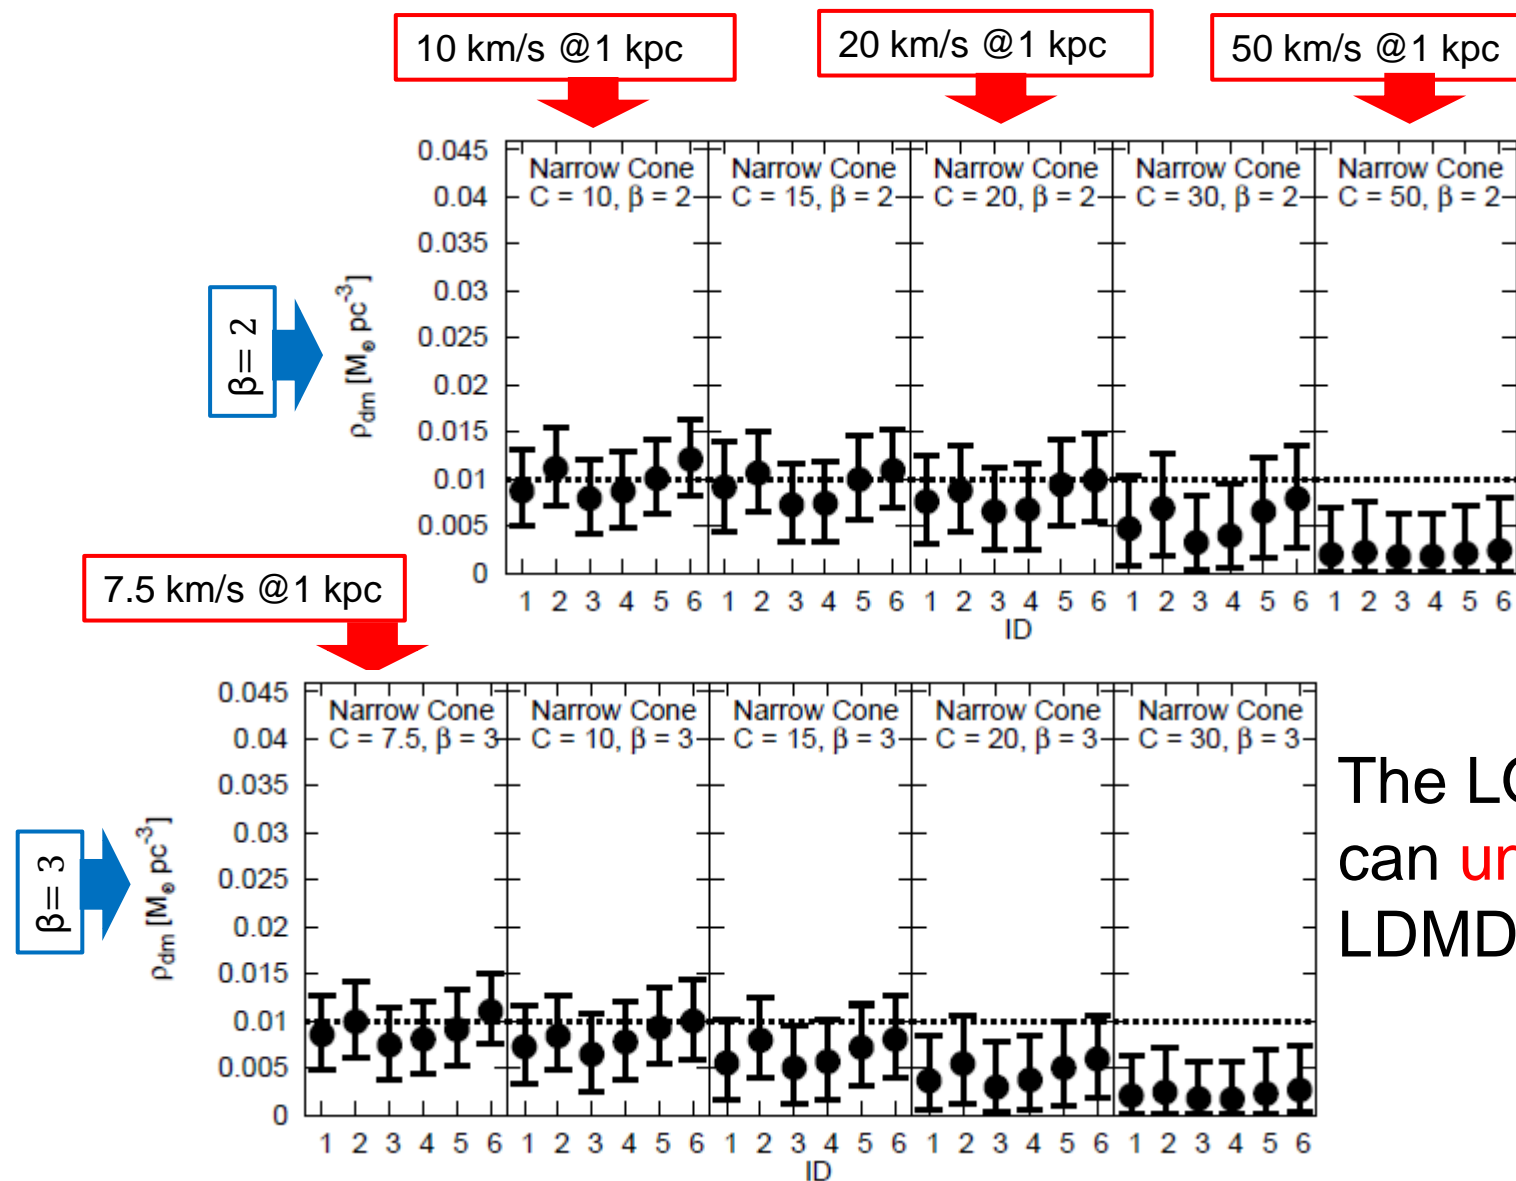 10 km/s @1 kpc
20 km/s @1 kpc
50 km/s @1 kpc
0.045
0.04
0.035
0.03
0.025
0.02
0.015
0.01
0.005
0
ρdm [M⊙ pc⁻³]
β= 2
Narrow Cone
C = 10, β = 2
Narrow Cone
C = 15, β = 2
Narrow Cone
C = 20, β = 2
Narrow Cone
C = 30, β = 2
Narrow Cone
C = 50, β = 2
1 2 3 4 5 6 1 2 3 4 5 6 1 2 3 4 5 6 1 2 3 4 5 6 1 2 3 4 5 6
ID
7.5 km/s @1 kpc
0.045
0.04
0.035
0.03
0.025
0.02
0.015
0.01
0.005
0
ρdm [M⊙ pc⁻³]
β= 3
Narrow Cone
C = 7.5, β = 3
Narrow Cone
C = 10, β = 3
Narrow Cone
C = 15, β = 3
Narrow Cone
C = 20, β = 3
Narrow Cone
C = 30, β = 3
1 2 3 4 5 6 1 2 3 4 5 6 1 2 3 4 5 6 1 2 3 4 5 6 1 2 3 4 5 6
ID
The
can
LDMD